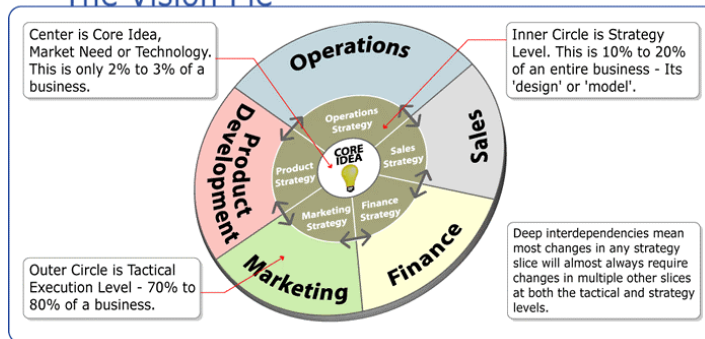 The Vision Pie
Center is Core Idea,
Market Need or Technology.
This is only 2% to 3% of a
business.
Inner Circle is Strategy
Level. This is 10% to 20%
of an entire business - Its
'design' or 'model'.
Operations
Sales
Finance
Marketing
Product
Development
Operations
Strategy
Sales
Strategy
Finance
Strategy
Marketing
Strategy
Product
Strategy
CORE
IDEA
Outer Circle is Tactical
Execution Level - 70% to
80% of a business.
Deep interdependencies mean
most changes in any strategy
slice will almost always require
changes in multiple other slices
at both the tactical and strategy
levels.